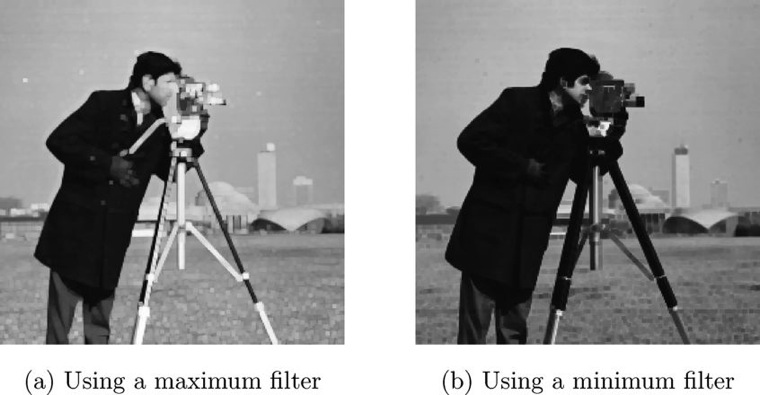 (a) Using a maximum filter
(b) Using a minimum filter